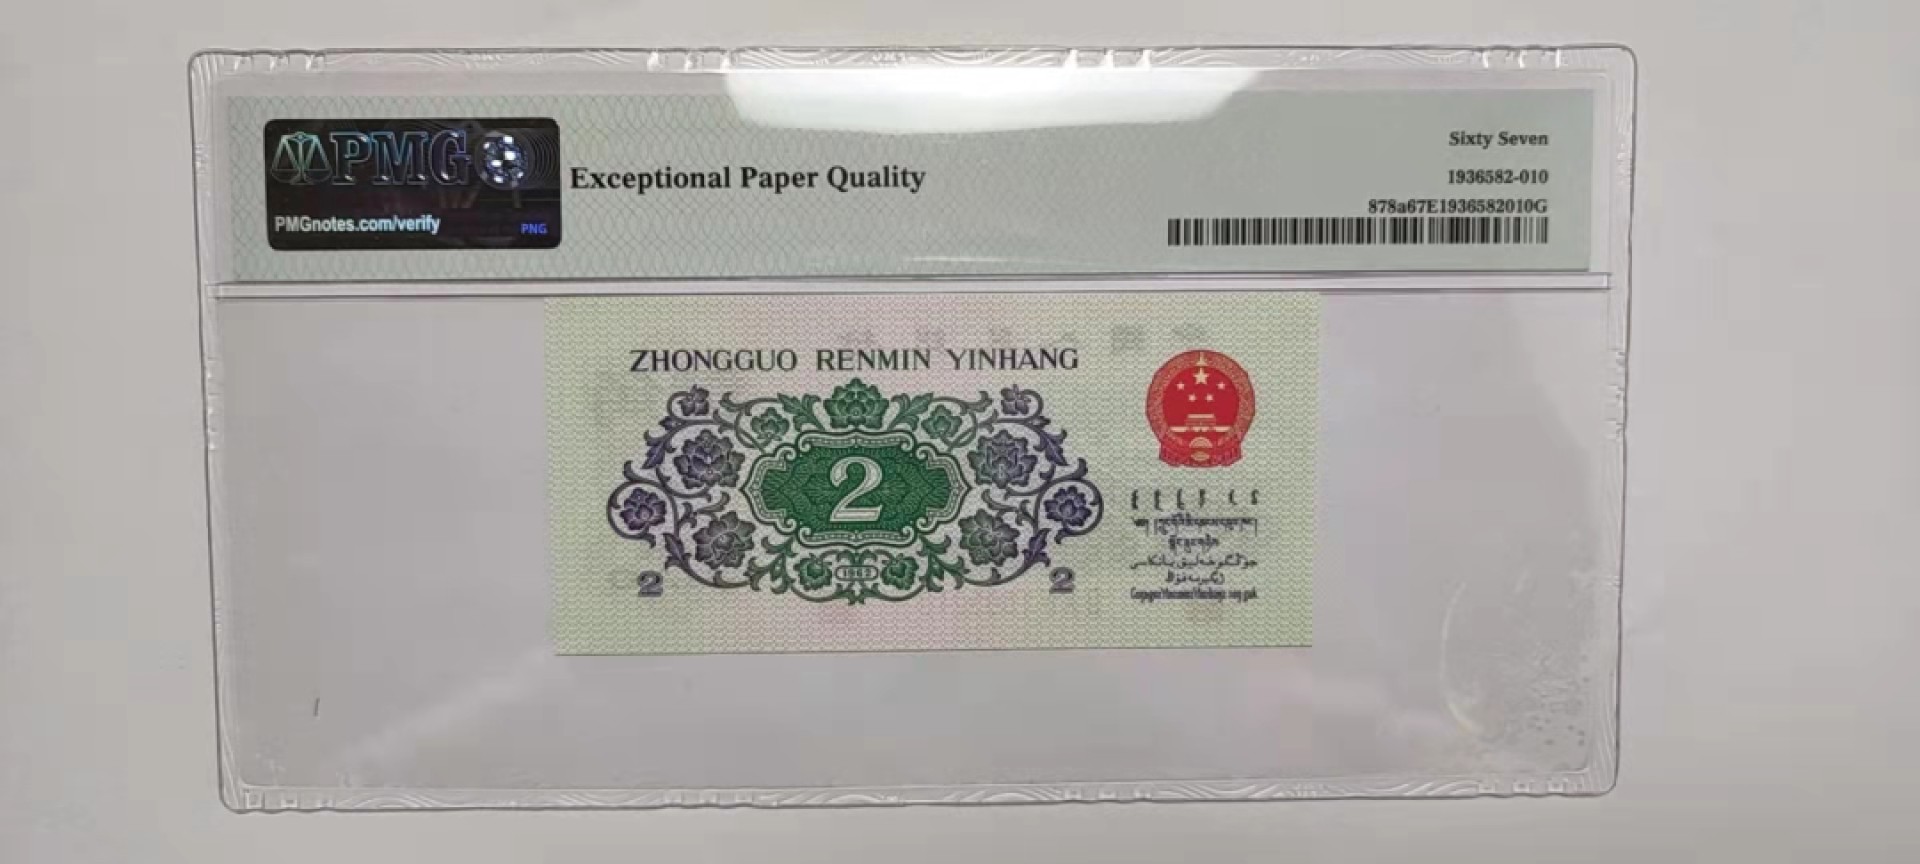 PMG
PMGnotes.com/verify
PNG
Exceptional Paper Quality
Sixty Seven
1936582-010
878a67E1936582010G
ZHONGGUO RENMIN YINHANG
2
1962
2 2